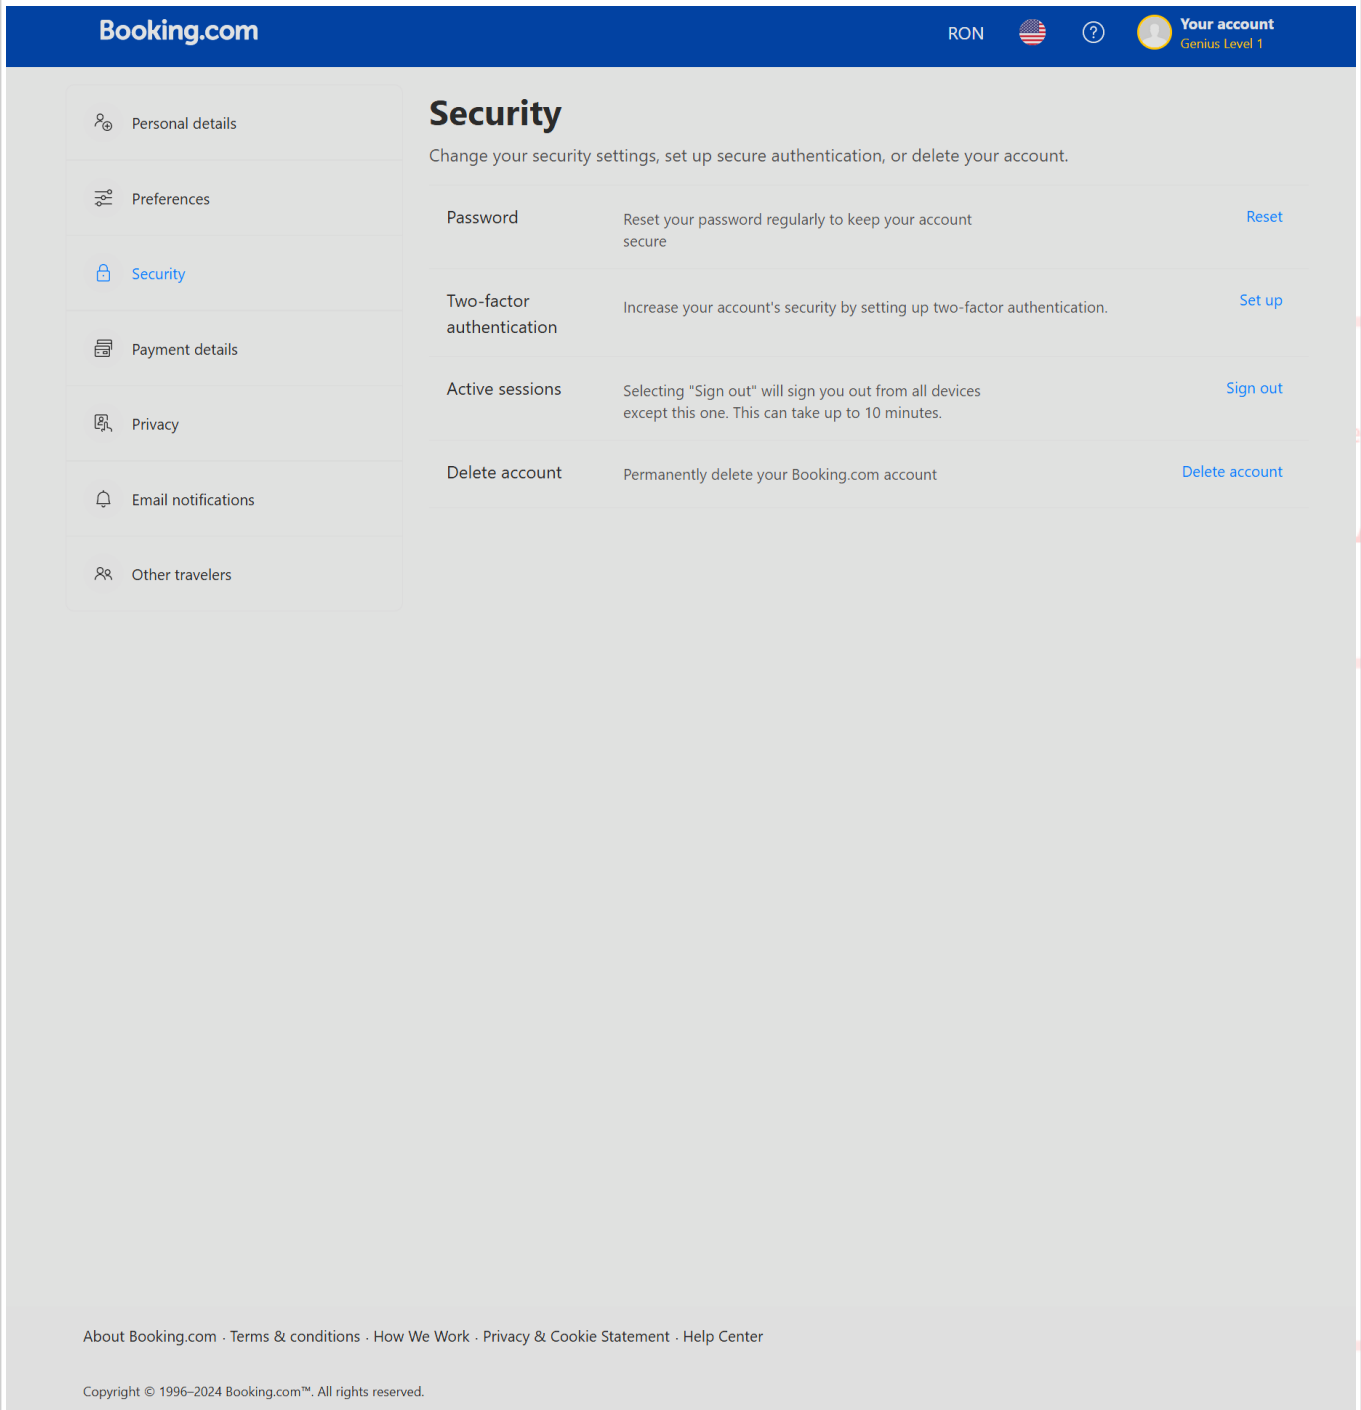 Booking.com
RON
Your account
Genius Level 1
Personal details
Preferences
Security
Payment details
Privacy
Email notifications
Other travelers
Security
Change your security settings, set up secure authentication, or delete your account.
Password
Reset your password regularly to keep your account
secure
Reset
Two-factor
authentication
Increase your account's security by setting up two-factor authentication.
Set up
Active sessions
Selecting "Sign out" will sign you out from all devices
except this one. This can take up to 10 minutes.
Sign out
Delete account
Permanently delete your Booking.com account
Delete account
About Booking.com · Terms & conditions · How We Work · Privacy & Cookie Statement · Help Center
Copyright © 1996–2024 Booking.com™. All rights reserved.